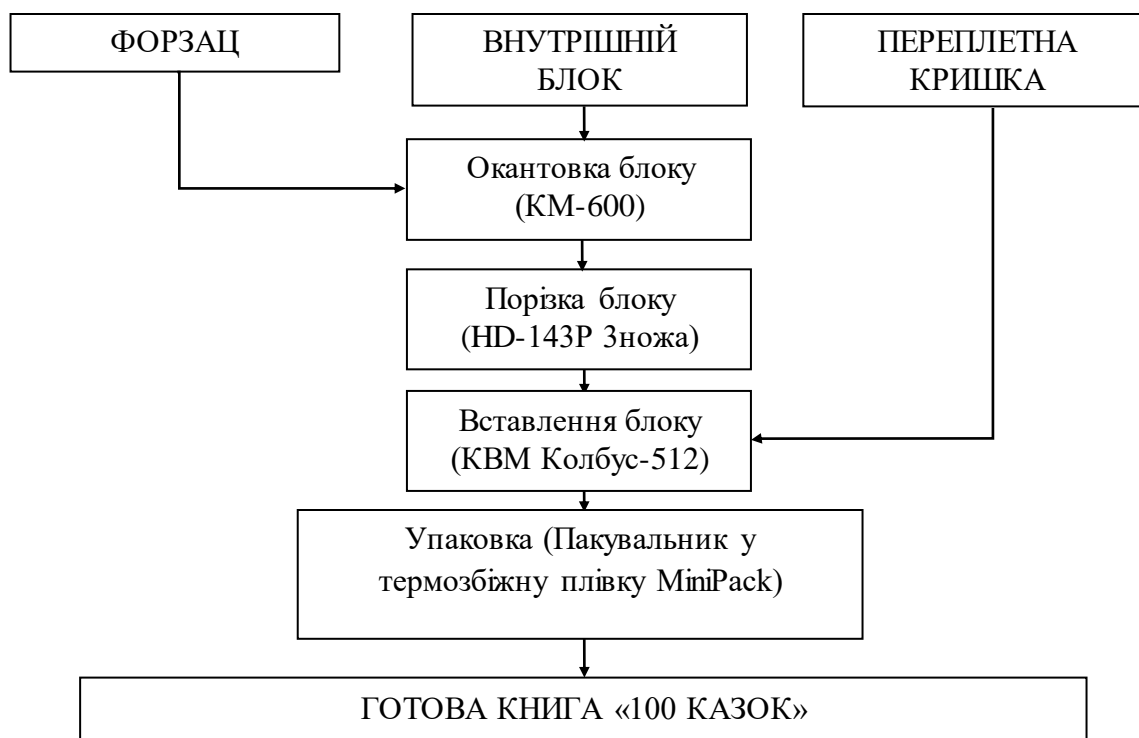 ФОРЗАЦ
ВНУТРІШНІЙ
БЛОК
ПЕРЕПЛЕТНА
КРИШКА
Окантовка блоку
(КМ-600)
Порізка блоку
(HD-143P 3ножа)
Вставлення блоку
(КВМ Колбус-512)
Упаковка (Пакувальник у
термозбіжну плівку MiniPack)
ГОТОВА КНИГА «100 КАЗОК»